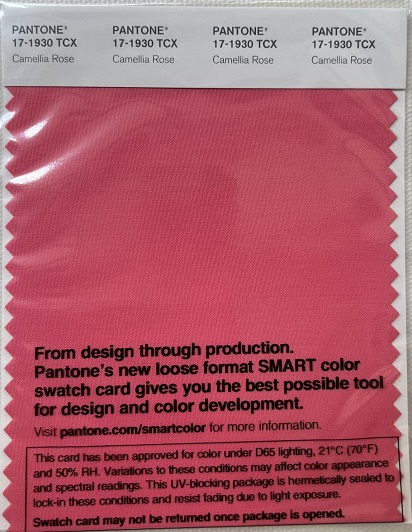 PANTONE® PANTONE® PANTONE® PANTONE®
17-1930 TCX 17-1930 TCX 17-1930 TCX 17-1930 TCX
Camellia Rose Camellia Rose Camellia Rose Camellia Rose
From design through production.
Pantone's new loose format SMART color
swatch card gives you the best possible tool
for design and color development.
Visit pantone.com/smartcolor for more information.
This card has been approved for color under D65 lighting, 21°C (70°F)
and 50% RH. Variations to these conditions may affect color appearance
and spectral readings. This UV-blocking package is hermetically sealed to
lock-in these conditions and resist fading due to light exposure.
Swatch card may not be returned once package is opened.